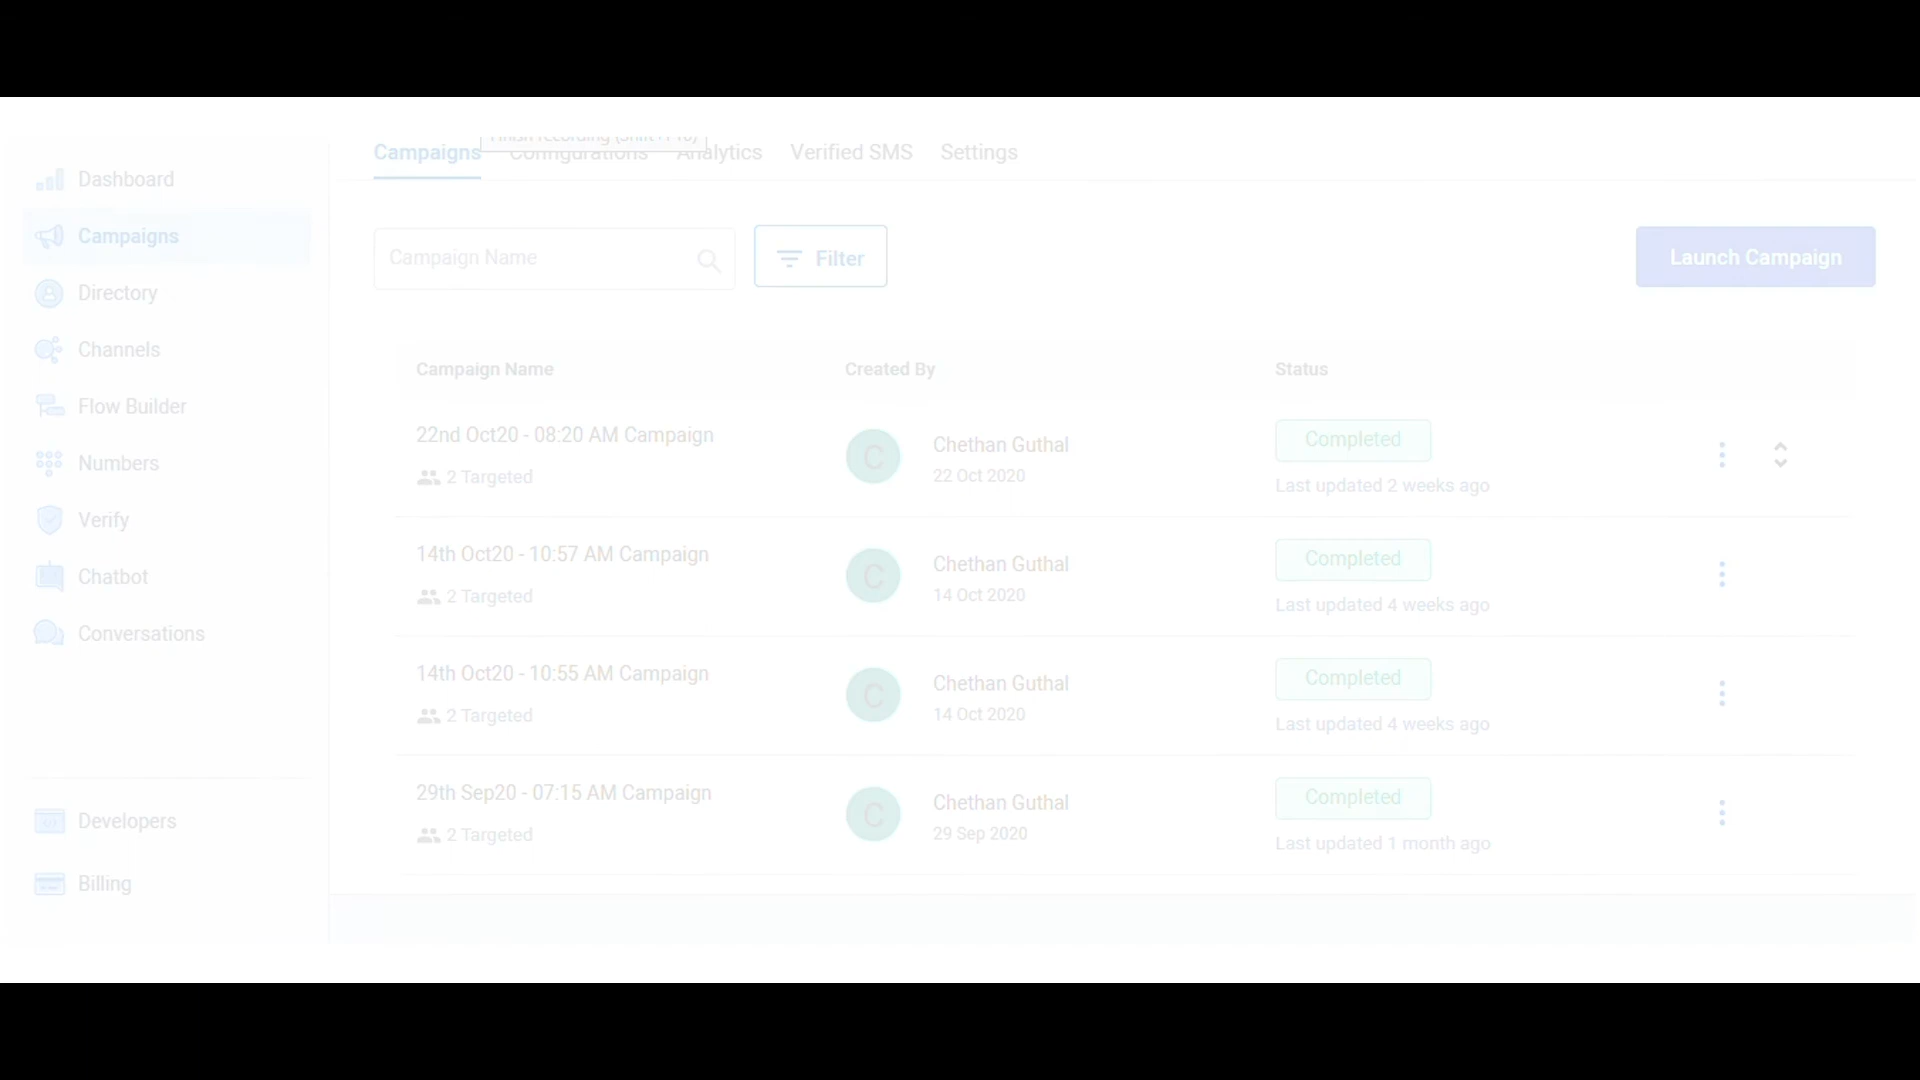 Finish recording (Shift+F10)
Campaigns Configurations Analytics Verified SMS Settings
Dashboard
Campaigns
Directory
Channels
Flow Builder
Numbers
Verify
Chatbot
Conversations
Developers
Billing
Campaign Name
Filter
Launch Campaign
Campaign Name Created By Status
22nd Oct20 - 08:20 AM Campaign
2 Targeted
C
Chethan Guthal
22 Oct 2020
Completed
Last updated 2 weeks ago
14th Oct20 - 10:57 AM Campaign
2 Targeted
C
Chethan Guthal
14 Oct 2020
Completed
Last updated 4 weeks ago
14th Oct20 - 10:55 AM Campaign
2 Targeted
C
Chethan Guthal
14 Oct 2020
Completed
Last updated 4 weeks ago
29th Sep20 - 07:15 AM Campaign
2 Targeted
C
Chethan Guthal
29 Sep 2020
Completed
Last updated 1 month ago